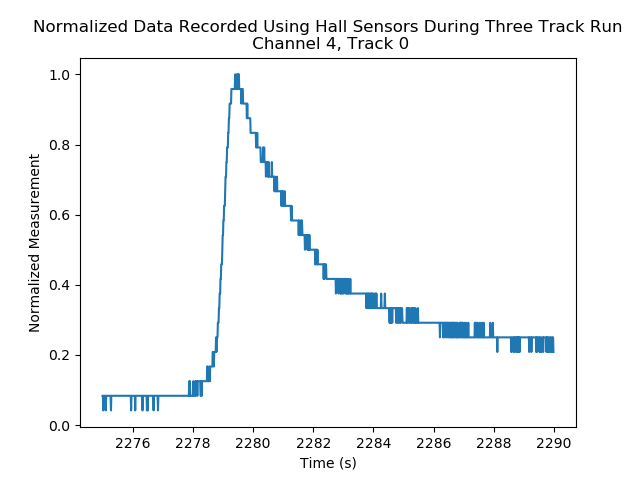 Normalized Data Recorded Using Hall Sensors During Three Track Run
Channel 4, Track 0
1.0
0.8
0.6
0.4
0.2
0.0
Normalized Measurement
2276 2278 2280 2282 2284 2286 2288 2290
Time (s)